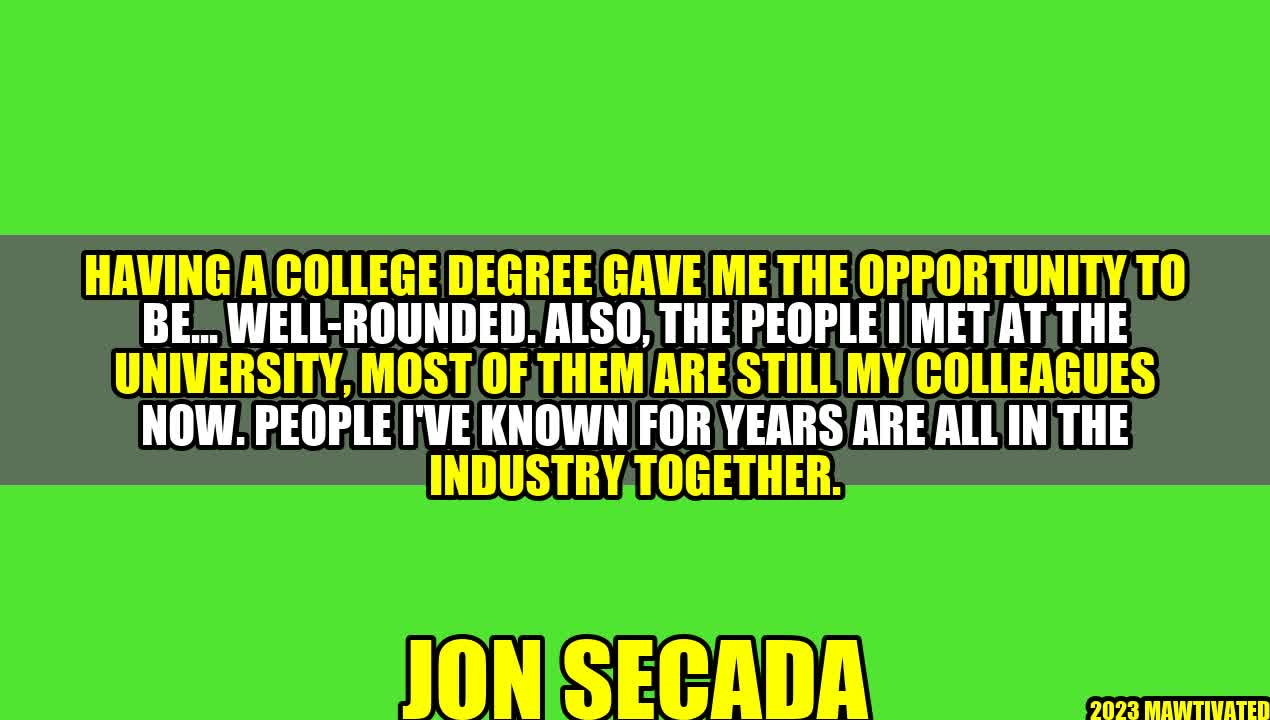 HAVING A COLLEGE DEGREE GAVE ME THE OPPORTUNITY TO
BE... WELL-ROUNDED. ALSO, THE PEOPLE I MET AT THE
UNIVERSITY, MOST OF THEM ARE STILL MY COLLEAGUES
NOW. PEOPLE I'VE KNOWN FOR YEARS ARE ALL IN THE
INDUSTRY TOGETHER.
JON SECADA
2023 MAWTIVATED